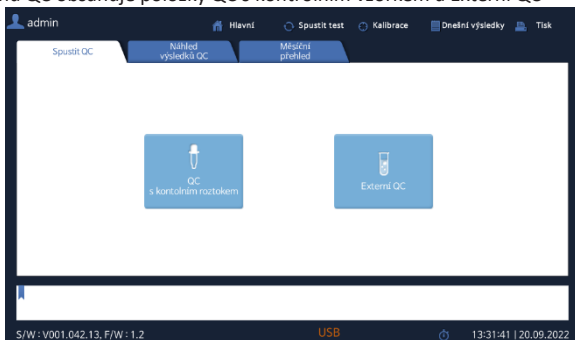 QC obsahuje položky QC s kontrolním vzorkem a Externí QC
admin
Hlavní
Spustit test
Kalibrace
Dnešní výsledky
Tisk
Spustit QC
Náhled
výsledků QC
Měsíční
přehled
QC
s kontolním roztokem
Externí QC
S/W : V001.042.13, F/W : 1.2
USB
13:31:41 | 20.09.2022